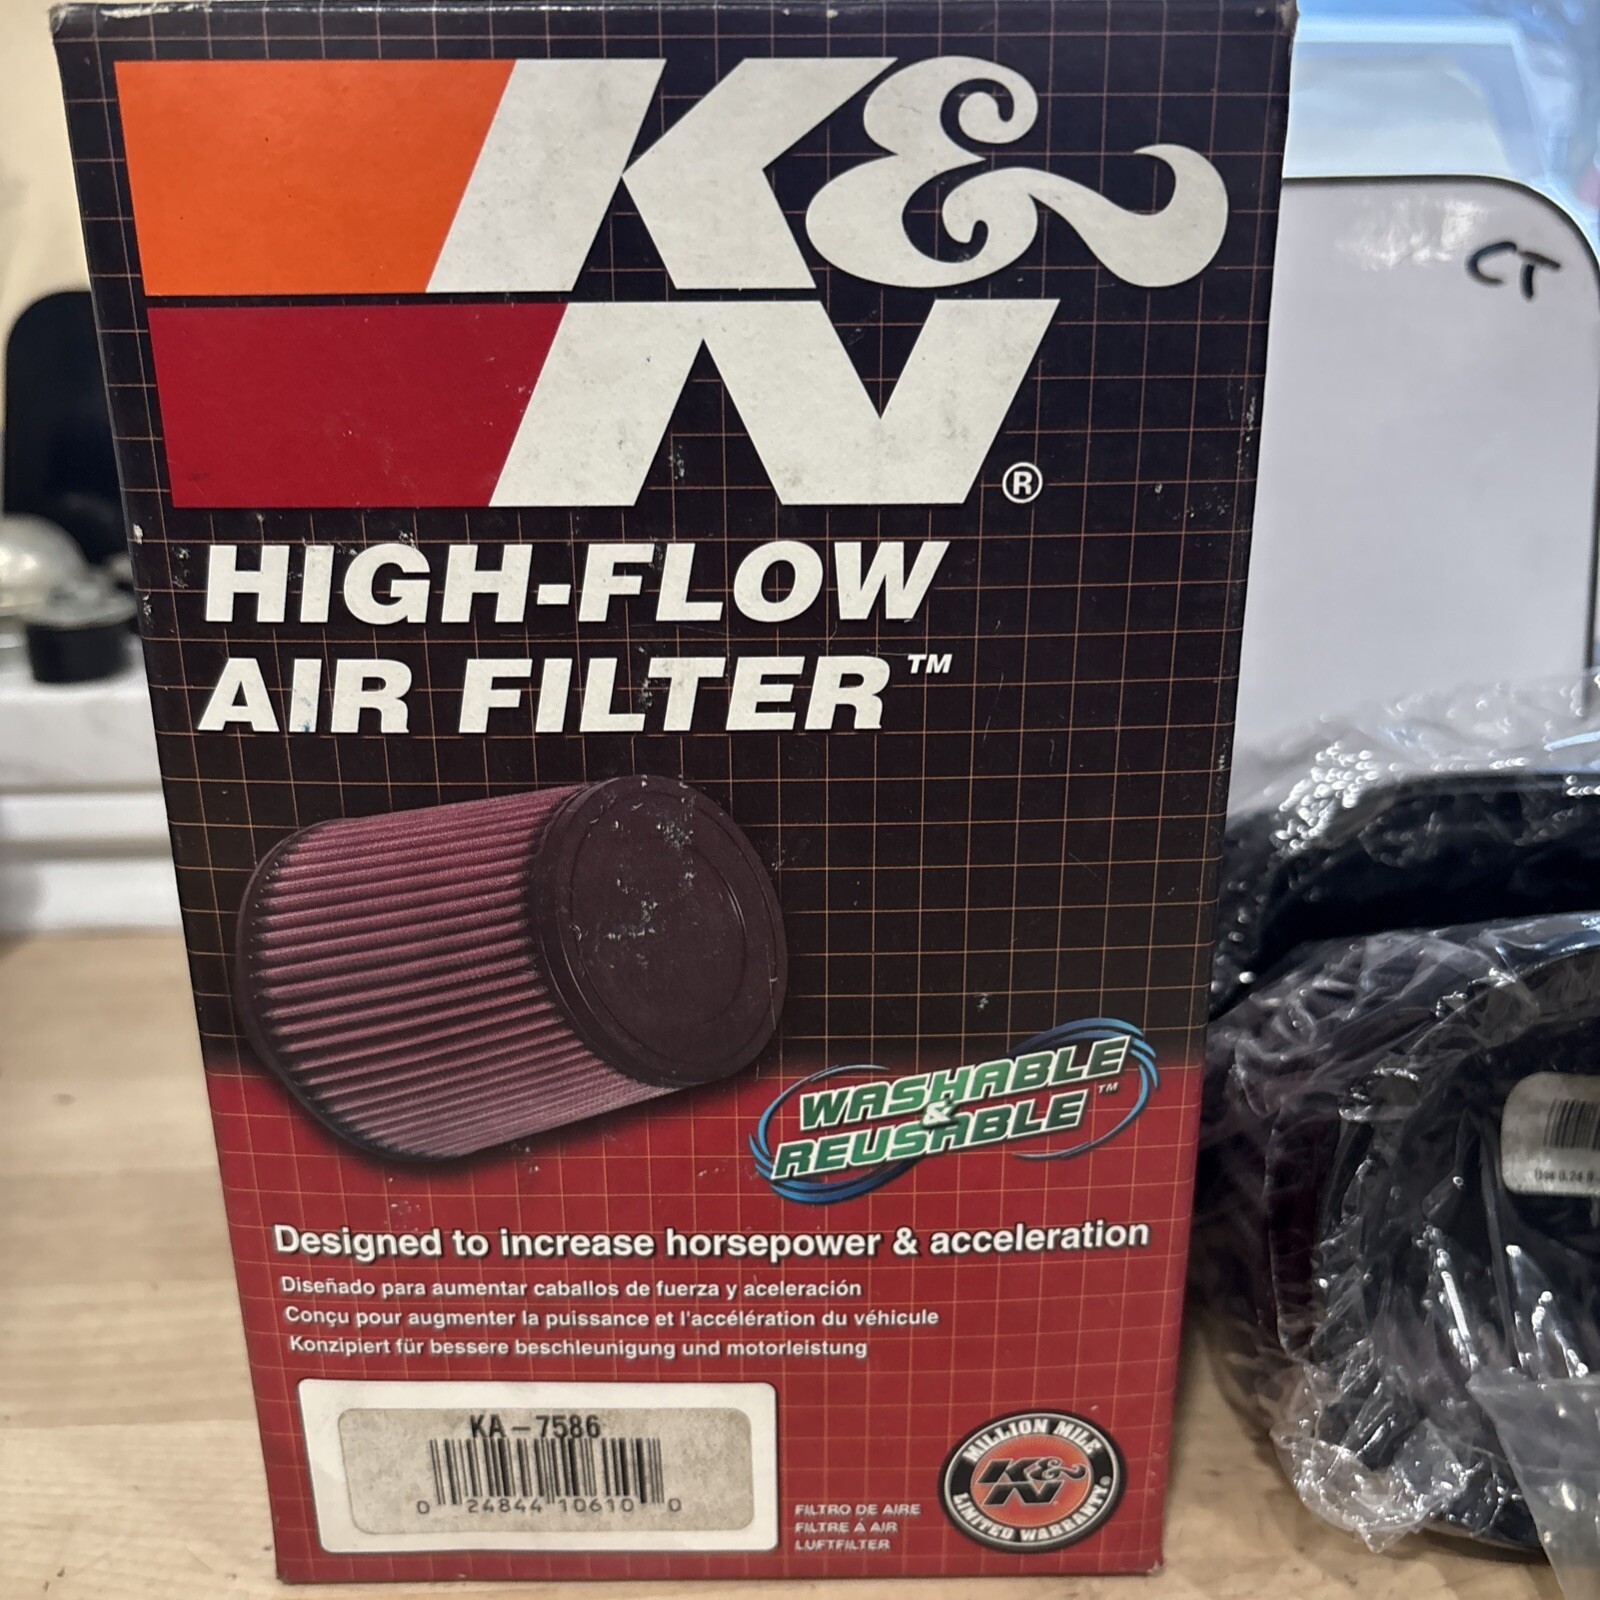 K&
N®
HIGH-FLOW
AIR FILTER™
WASHABLE
&
REUSABLE™
Designed to increase horsepower & acceleration
Diseñado para aumentar caballos de fuerza y aceleración
Conçu pour augmenter la puissance et l'accélération du véhicule
Konzipiert für bessere beschleunigung und motorleistung
KA-7586
0 24844 10610 0
FILTRO DE AIRE
FILTRE À AIR
LUFTFILTER
MILLION MILE
K&N
LIMITED WARRANTY®
CT